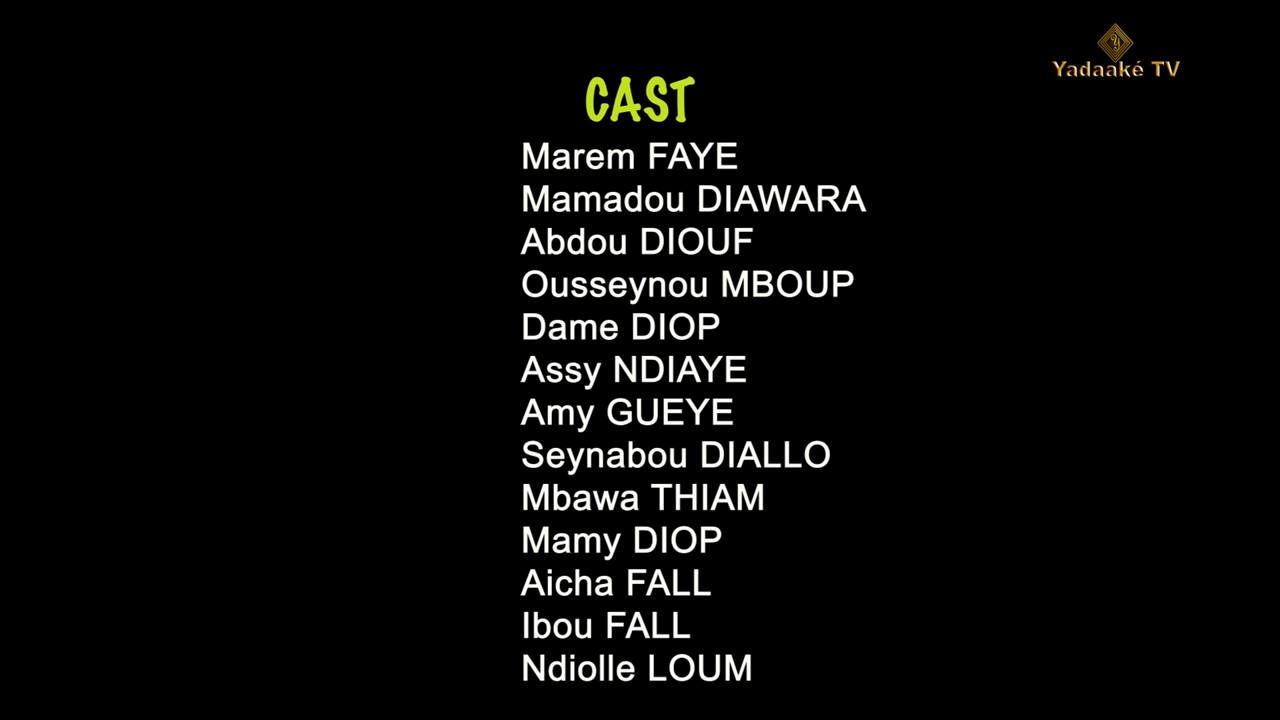 Yadaaké TV
CAST
Marem FAYE
Mamadou DIAWARA
Abdou DIOUF
Ousseynou MBOUP
Dame DIOP
Assy NDIAYE
Amy GUEYE
Seynabou DIALLO
Mbawa THIAM
Mamy DIOP
Aicha FALL
Ibou FALL
Ndiolle LOUM